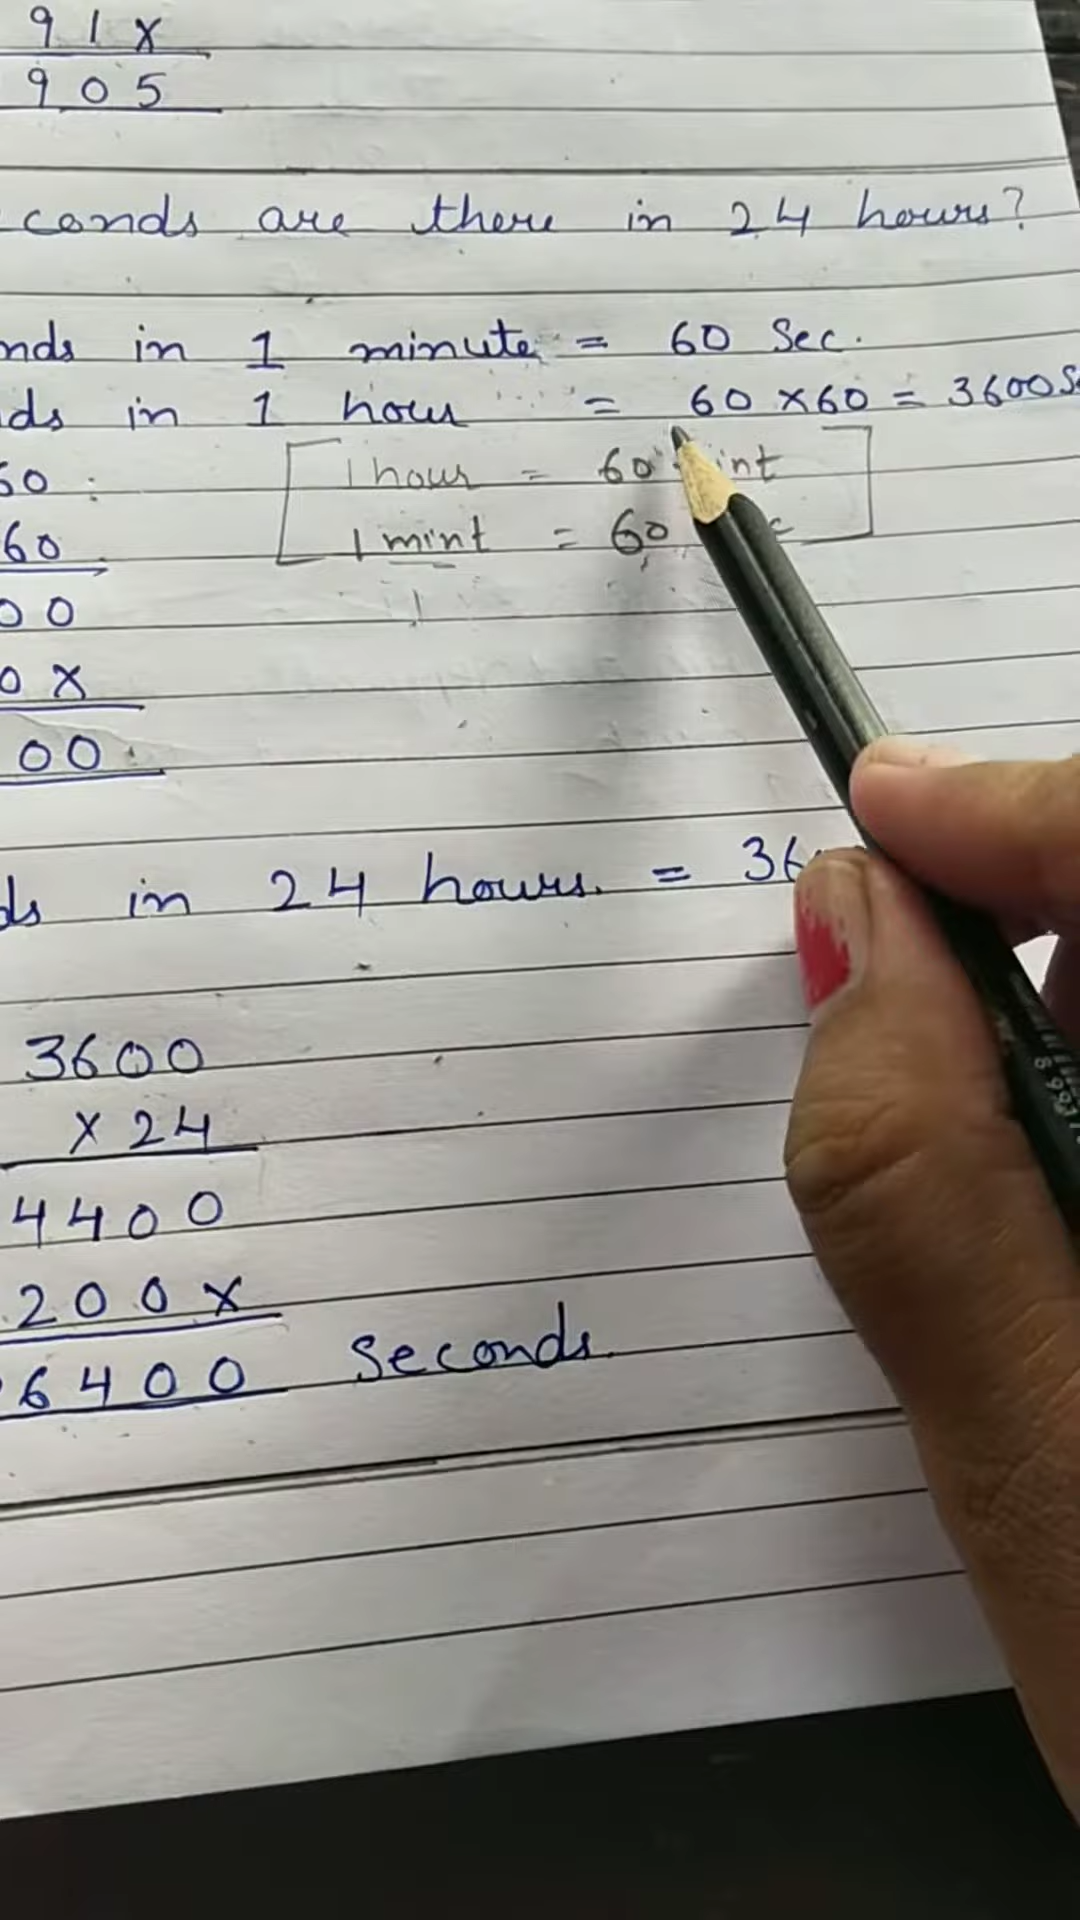 91x
905
conds are there in 24 hours?
nds in 1 minute = 60 Sec.
ds in 1 hour = 60 x 60 = 3600 S
60 [1 hour = 60 int
60 1 mint = 60 c]
00
0x
00
ds in 24 hours. = 36
3600
x 24
4400
200x
6400 seconds.